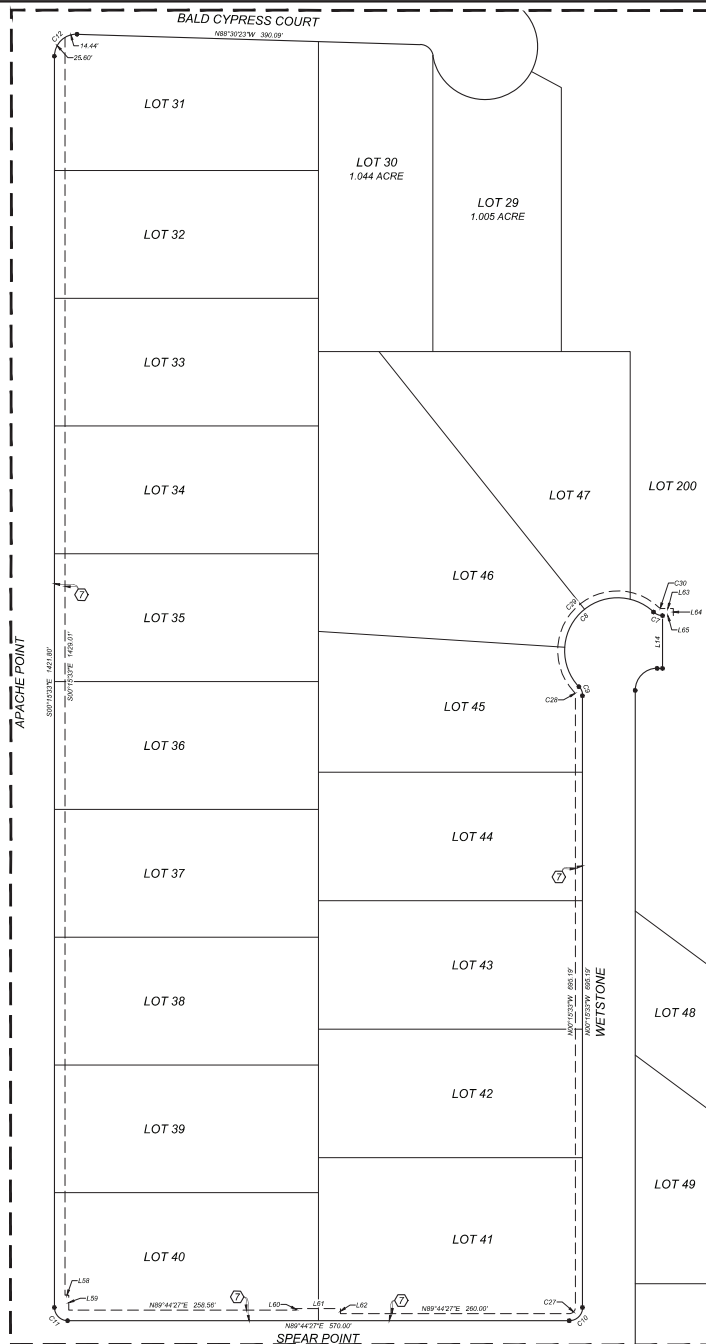 BALD CYPRESS COURT
N88°30'23"W 390.09'
C12
14.44'
25.60'
LOT 31
LOT 30
1.044 ACRE
LOT 29
1.005 ACRE
LOT 32
LOT 33
LOT 34
LOT 47
LOT 200
LOT 46
C30
L63
C29
C8
C7
L64
L65
7
LOT 35
L14
APACHE POINT
S00°15'33"E 1421.80'
S00°15'33"E 1429.01'
C9
C28
LOT 45
LOT 36
LOT 44
7
LOT 37
LOT 43
N00°15'33"W 695.19'
N00°15'33"W 695.19'
WETSTONE
LOT 38
LOT 48
LOT 42
LOT 39
LOT 49
LOT 41
LOT 40
L58
L59
7
7
N89°44'27"E 258.56'
L60
L61
L62
N89°44'27"E 260.00'
C27
C11
N89°44'27"E 570.00'
C10
SPEAR POINT